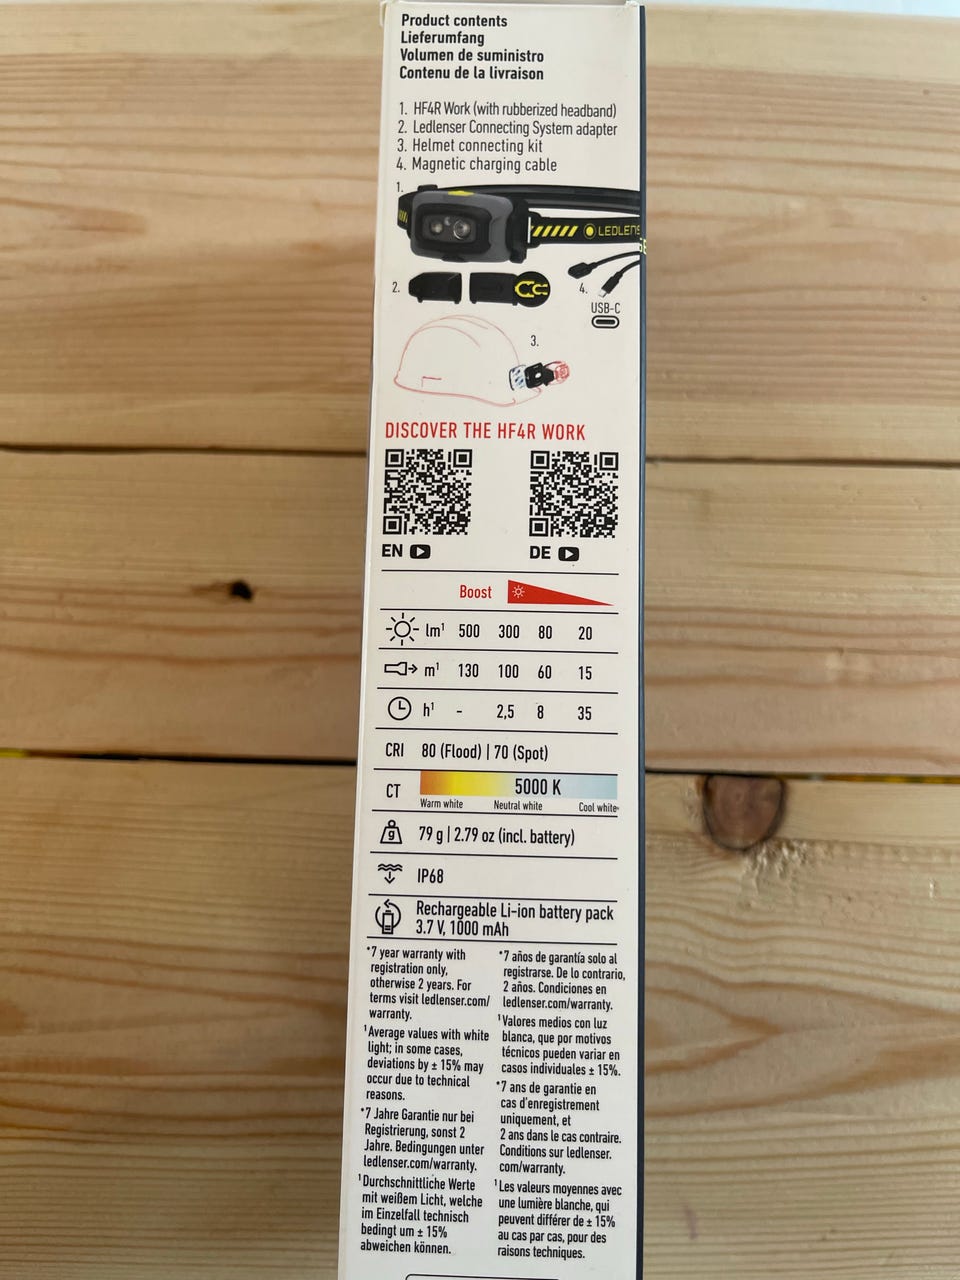 Product contents
Lieferumfang
Volumen de suministro
Contenu de la livraison
1. HF4R Work (with rubberized headband)
2. Ledlenser Connecting System adapter
3. Helmet connecting kit
4. Magnetic charging cable
1.
LEDLENS
2.
4.
USB-C
3.
DISCOVER THE HF4R WORK
EN DE
Boost
lm¹ 500 300 80 20
m¹ 130 100 60 15
h¹ - 2,5 8 35
CRI 80 (Flood) | 70 (Spot)
CT 5000 K
Warm white Neutral white Cool white
g 79 g | 2.79 oz (incl. battery)
IP68
Rechargeable Li-ion battery pack
3.7 V, 1000 mAh
*7 year warranty with
registration only,
otherwise 2 years. For
terms visit ledlenser.com/
warranty.
¹Average values with white
light; in some cases,
deviations by ± 15% may
occur due to technical
reasons.
*7 Jahre Garantie nur bei
Registrierung, sonst 2
Jahre. Bedingungen unter
ledlenser.com/warranty.
¹Durchschnittliche Werte
mit weißem Licht, welche
im Einzelfall technisch
bedingt um ± 15%
abweichen können.
*7 años de garantía solo al
registrarse. De lo contrario,
2 años. Condiciones en
ledlenser.com/warranty.
¹Valores medios con luz
blanca, que por motivos
técnicos pueden variar en
casos individuales ± 15%.
*7 ans de garantie en
cas d'enregistrement
uniquement, et
2 ans dans le cas contraire.
Conditions sur ledlenser.
com/warranty.
¹Les valeurs moyennes avec
une lumière blanche, qui
peuvent différer de ± 15%
au cas par cas, pour des
raisons techniques.